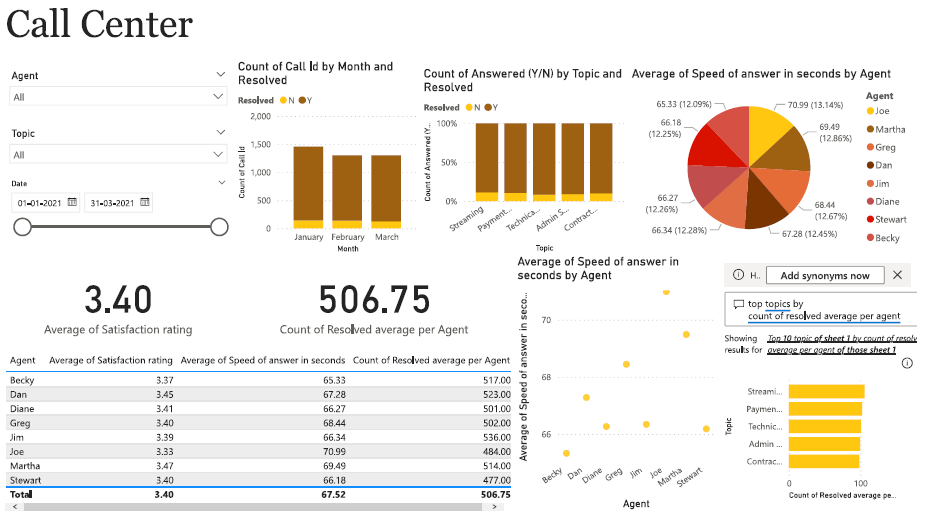 Call Center
Agent
All
Topic
All
Date
01-01-2021
31-03-2021
Count of Call Id by Month and
Resolved
Resolved N Y
Count of Call Id
2,000
1,500
1,000
500
0
January February March
Month
Count of Answered (Y/N) by Topic and
Resolved
Resolved N Y
Count of Answered (Y...
100%
50%
0%
Streaming Payment... Technica... Admin S... Contract...
Topic
Average of Speed of answer in seconds by Agent
65.33 (12.09%)
70.99 (13.14%)
66.18
(12.25%)
69.49
(12.86%)
66.27
(12.26%)
68.44
(12.67%)
66.34 (12.28%)
67.28 (12.45%)
Agent
Joe
Martha
Greg
Dan
Jim
Diane
Stewart
Becky
3.40
Average of Satisfaction rating
506.75
Count of Resolved average per Agent
Agent Average of Satisfaction rating Average of Speed of answer in seconds Count of Resolved average per Agent
Becky 3.37 65.33 517.00
Dan 3.45 67.28 523.00
Diane 3.41 66.27 501.00
Greg 3.40 68.44 502.00
Jim 3.39 66.34 536.00
Joe 3.33 70.99 484.00
Martha 3.47 69.49 514.00
Stewart 3.40 66.18 477.00
Total 3.40 67.52 506.75
Average of Speed of answer in
seconds by Agent
Average of Speed of answer in seco...
70
68
66
Becky Dan Diane Greg Jim Joe Martha Stewart
Agent
H.. Add synonyms now
top topics by
count of resolved average per agent
Showing
results for
Top 10 topic of sheet 1 by count of resolv
average per agent of those sheet 1
Topic
Streami...
Paymen...
Technic...
Admin ...
Contrac...
0 100
Count of Resolved average pe...